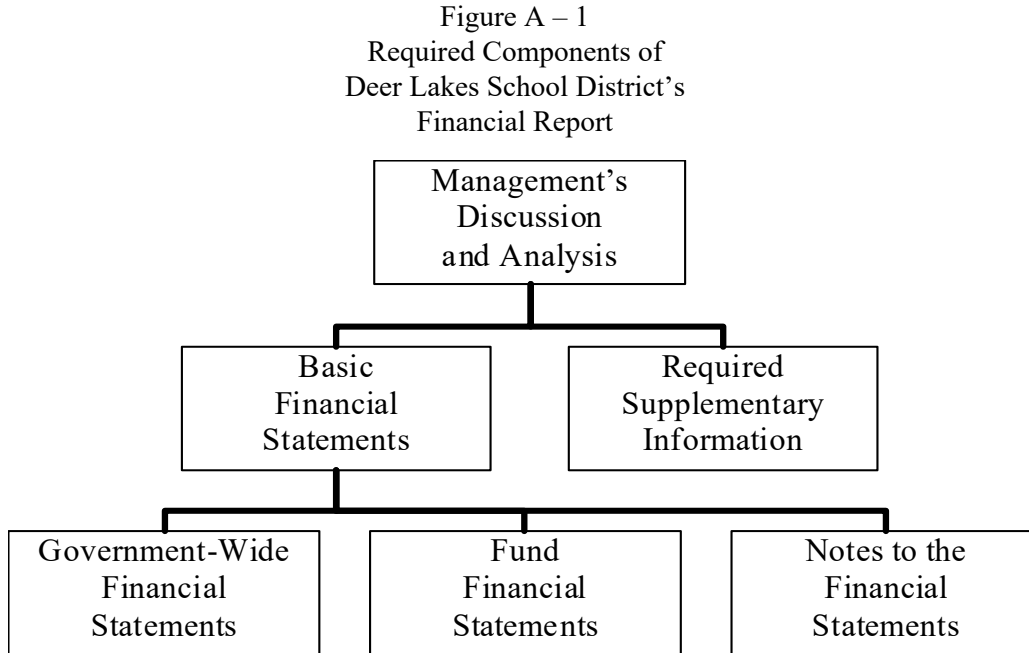 Figure A – 1
Required Components of
Deer Lakes School District’s
Financial Report
Management’s
Discussion
and Analysis
Basic
Financial
Statements
Required
Supplementary
Information
Government-Wide
Financial
Statements
Fund
Financial
Statements
Notes to the
Financial
Statements